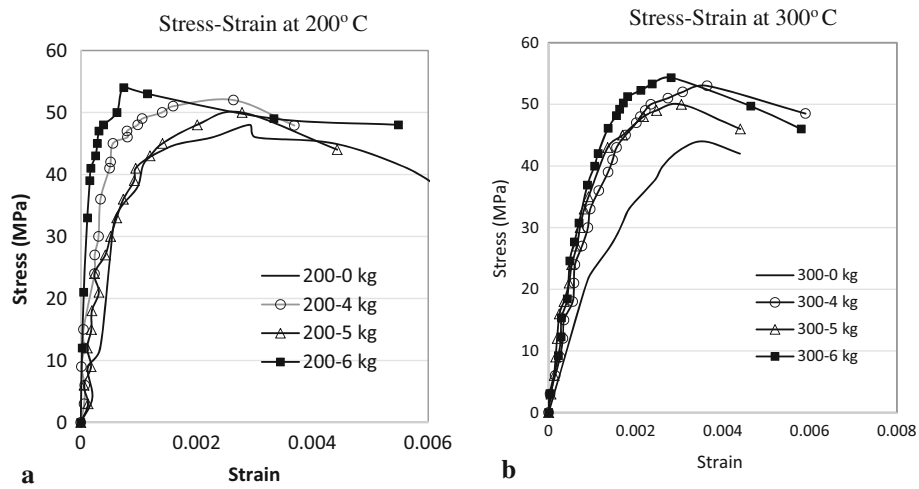 Stress-Strain at 200° C
60
50
40
30
20
10
0
Stress (MPa)
200-0 kg
200-4 kg
200-5 kg
200-6 kg
0
0.002
0.004
0.006
Strain
a
Stress-Strain at 300° C
60
50
40
30
20
10
0
Stress (MPa)
300-0 kg
300-4 kg
300-5 kg
300-6 kg
0
0.002
0.004
0.006
0.008
Strain
b